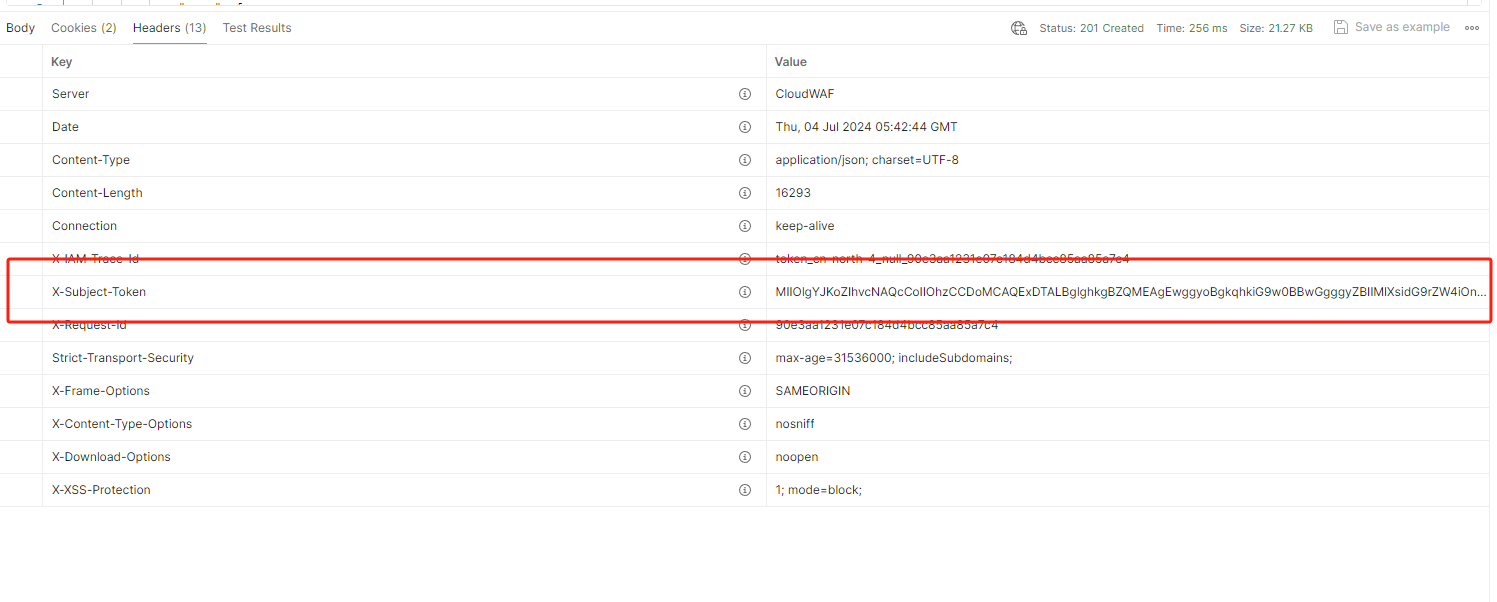 Body Cookies (2) Headers (13) Test Results Status: 201 Created Time: 256 ms Size: 21.27 KB Save as example
Key Value
Server CloudWAF
Date Thu, 04 Jul 2024 05:42:44 GMT
Content-Type application/json; charset=UTF-8
Content-Length 16293
Connection keep-alive
X-IAM-Trace-Id token_cn-north-4_null_90e3aa1231e07c184d4bcc85aa85a7c4
X-Subject-Token MIIOlgYJKoZIhvcNAQcCoIIOhzCCDoMCAQExDTALBglghkgBZQMEAgEwggyoBgkqhkiG9w0BBwGgggyZBIIMlXsidG9rZW4iOn...
X-Request-Id 90e3aa1231e07c184d4bcc85aa85a7c4
Strict-Transport-Security max-age=31536000; includeSubdomains;
X-Frame-Options SAMEORIGIN
X-Content-Type-Options nosniff
X-Download-Options noopen
X-XSS-Protection 1; mode=block;